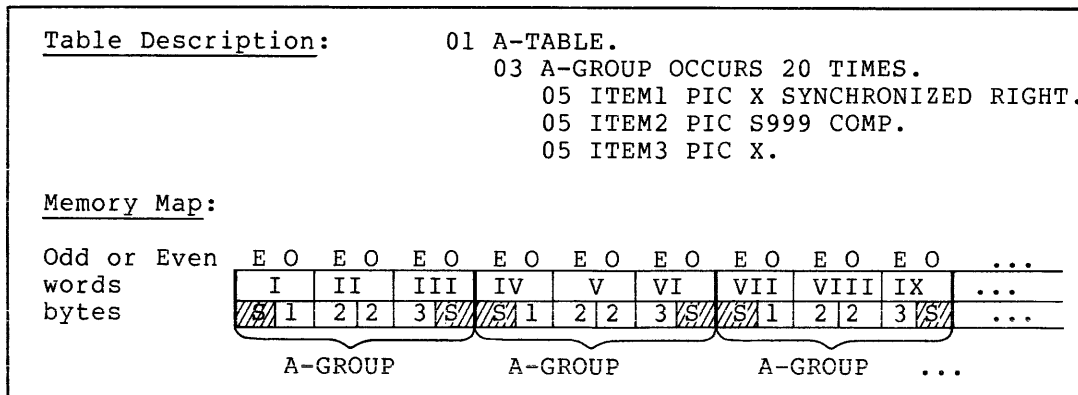 Table Description: 01 A-TABLE.
03 A-GROUP OCCURS 20 TIMES.
05 ITEM1 PIC X SYNCHRONIZED RIGHT.
05 ITEM2 PIC S999 COMP.
05 ITEM3 PIC X.
Memory Map:
Odd or Even E O E O E O E O E O E O E O E O E O ...
words I II III IV V VI VII VIII IX ...
bytes S 1 2 2 3 S S 1 2 2 3 S S 1 2 2 3 S ...
A-GROUP A-GROUP A-GROUP ...